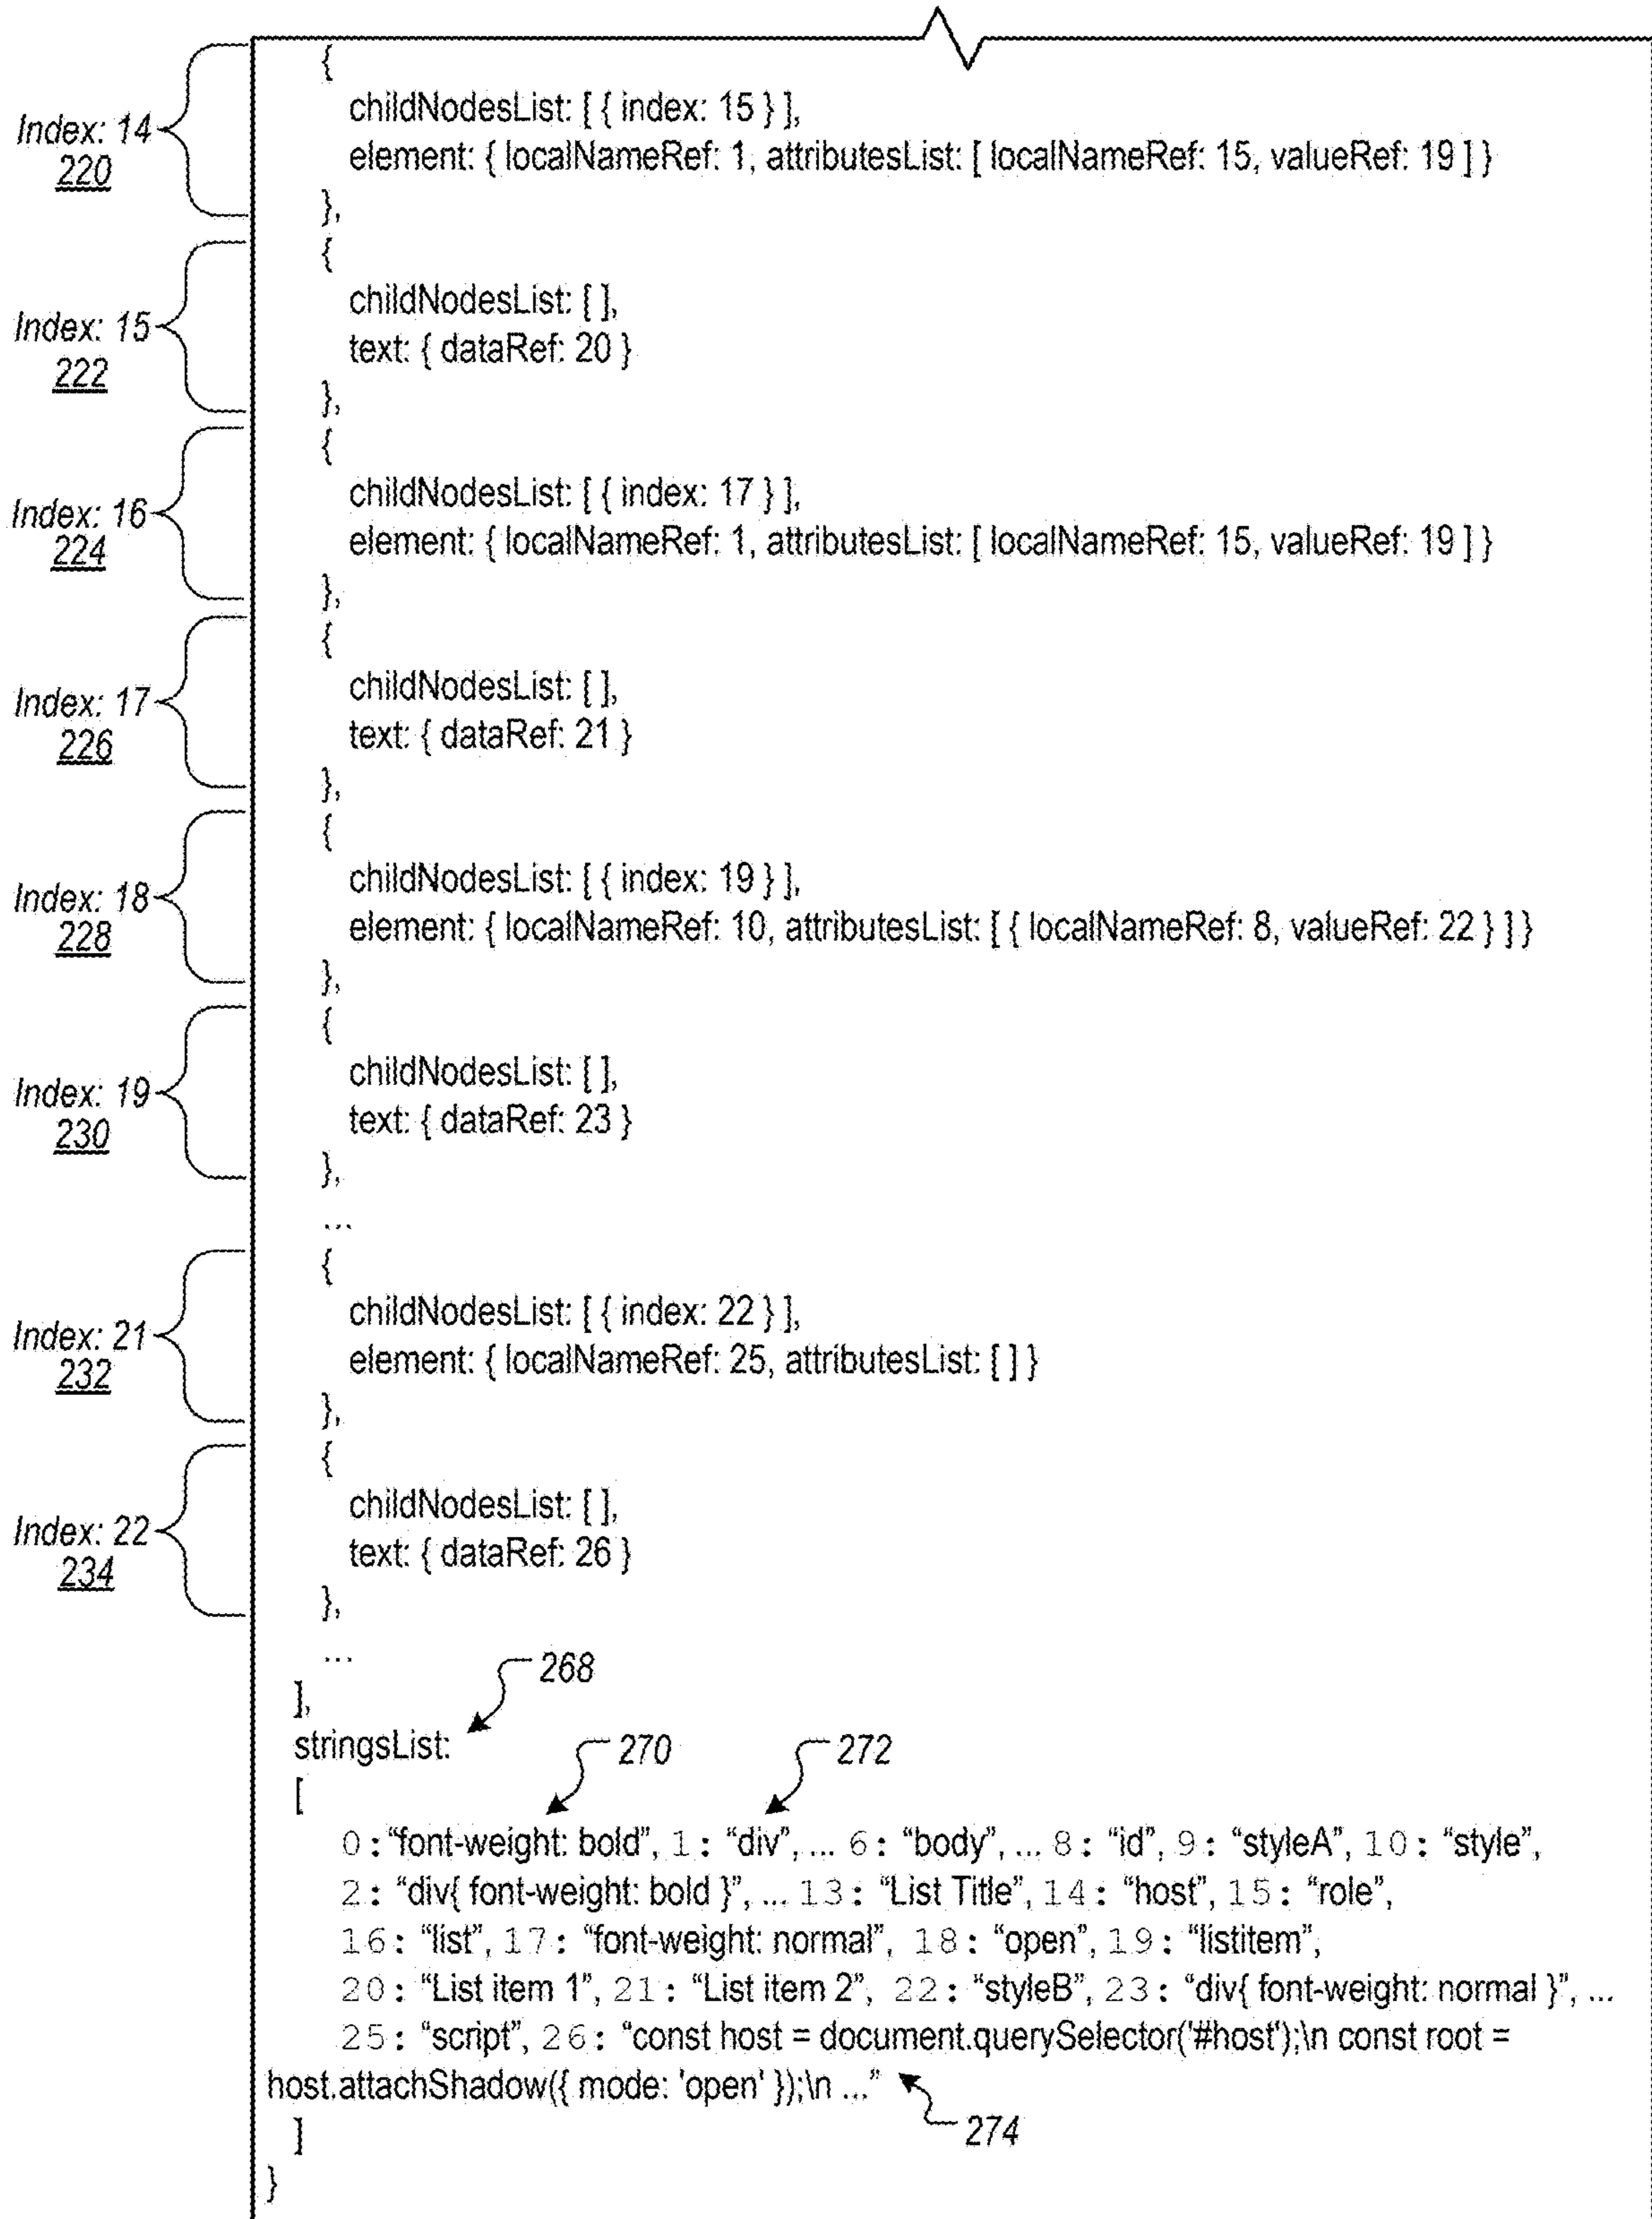 {
childNodesList: [ { index: 15 } ],
Index: 14
element: { localNameRef: 1, attributesList: [ localNameRef: 15, valueRef: 19 ] }
220
},
{
childNodesList: [ ],
Index: 15
text: { dataRef: 20 }
222
},
{
childNodesList: [ { index: 17 } ],
Index: 16
element: { localNameRef: 1, attributesList: [ localNameRef: 15, valueRef: 19 ] }
224
},
{
childNodesList: [ ],
Index: 17
text: { dataRef: 21 }
226
},
{
childNodesList: [ { index: 19 } ],
Index: 18
element: { localNameRef: 10, attributesList: [ { localNameRef: 8, valueRef: 22 } ] }
228
},
{
childNodesList: [ ],
Index: 19
text: { dataRef: 23 }
230
},
...
{
childNodesList: [ { index: 22 } ],
Index: 21
element: { localNameRef: 25, attributesList: [ ] }
232
},
{
childNodesList: [ ],
Index: 22
text: { dataRef: 26 }
234
},
...
268
],
stringsList:
270
272
[
0: “font-weight: bold”, 1: “div”, ... 6: “body”, ... 8: “id”, 9: “styleA”, 10: “style”,
2: “div{ font-weight: bold }”, ... 13: “List Title”, 14: “host”, 15: “role”,
16: “list”, 17: “font-weight: normal”, 18: “open”, 19: “listitem”,
20: “List item 1”, 21: “List item 2”, 22: “styleB”, 23: “div{ font-weight: normal }”, ...
25: “script”, 26: “const host = document.querySelector('#host');\n const root =
host.attachShadow({ mode: 'open' });\n ...”
274
]
}